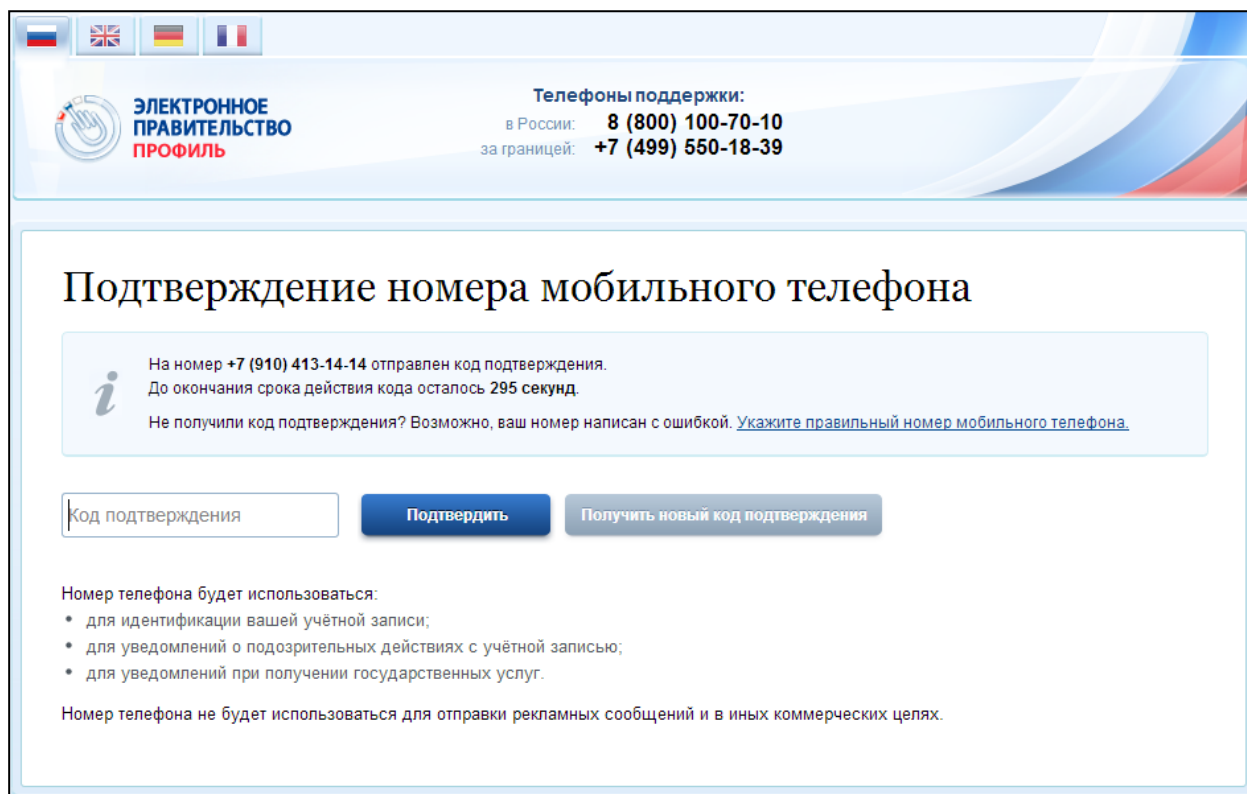 ЭЛЕКТРОННОЕ
ПРАВИТЕЛЬСТВО
ПРОФИЛЬ
Телефоны поддержки:
в России: 8 (800) 100-70-10
за границей: +7 (499) 550-18-39
Подтверждение номера мобильного телефона
На номер +7 (910) 413-14-14 отправлен код подтверждения.
До окончания срока действия кода осталось 295 секунд.
Не получили код подтверждения? Возможно, ваш номер написан с ошибкой. Укажите правильный номер мобильного телефона.
Код подтверждения Подтвердить Получить новый код подтверждения
Номер телефона будет использоваться:
• для идентификации вашей учётной записи;
• для уведомлений о подозрительных действиях с учётной записью;
• для уведомлений при получении государственных услуг.
Номер телефона не будет использоваться для отправки рекламных сообщений и в иных коммерческих целях.